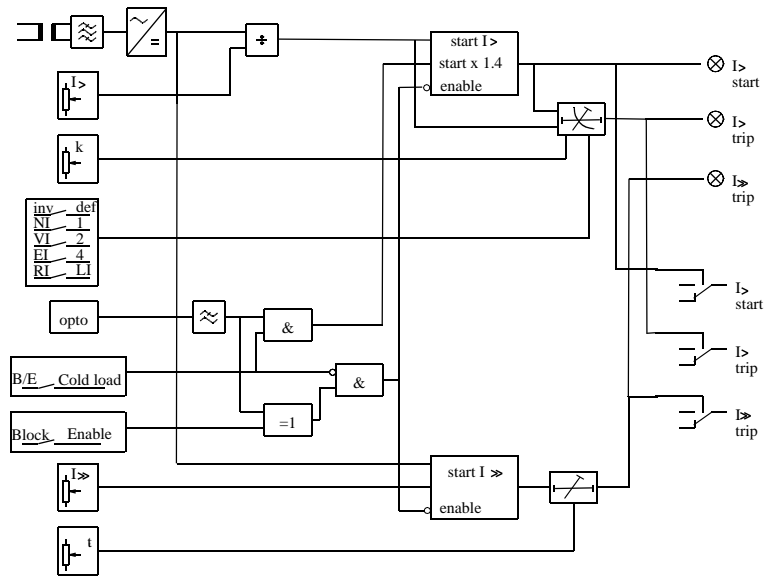 ÷
start I>
start x 1.4
enable
I>
start
I>
k
I>
trip
I≫
trip
inv def
NI 1
VI 2
EI 4
RI LI
I>
start
opto
&
B/E Cold load
&
I>
trip
Block Enable
=1
I≫
trip
I≫
start I ≫
enable
t